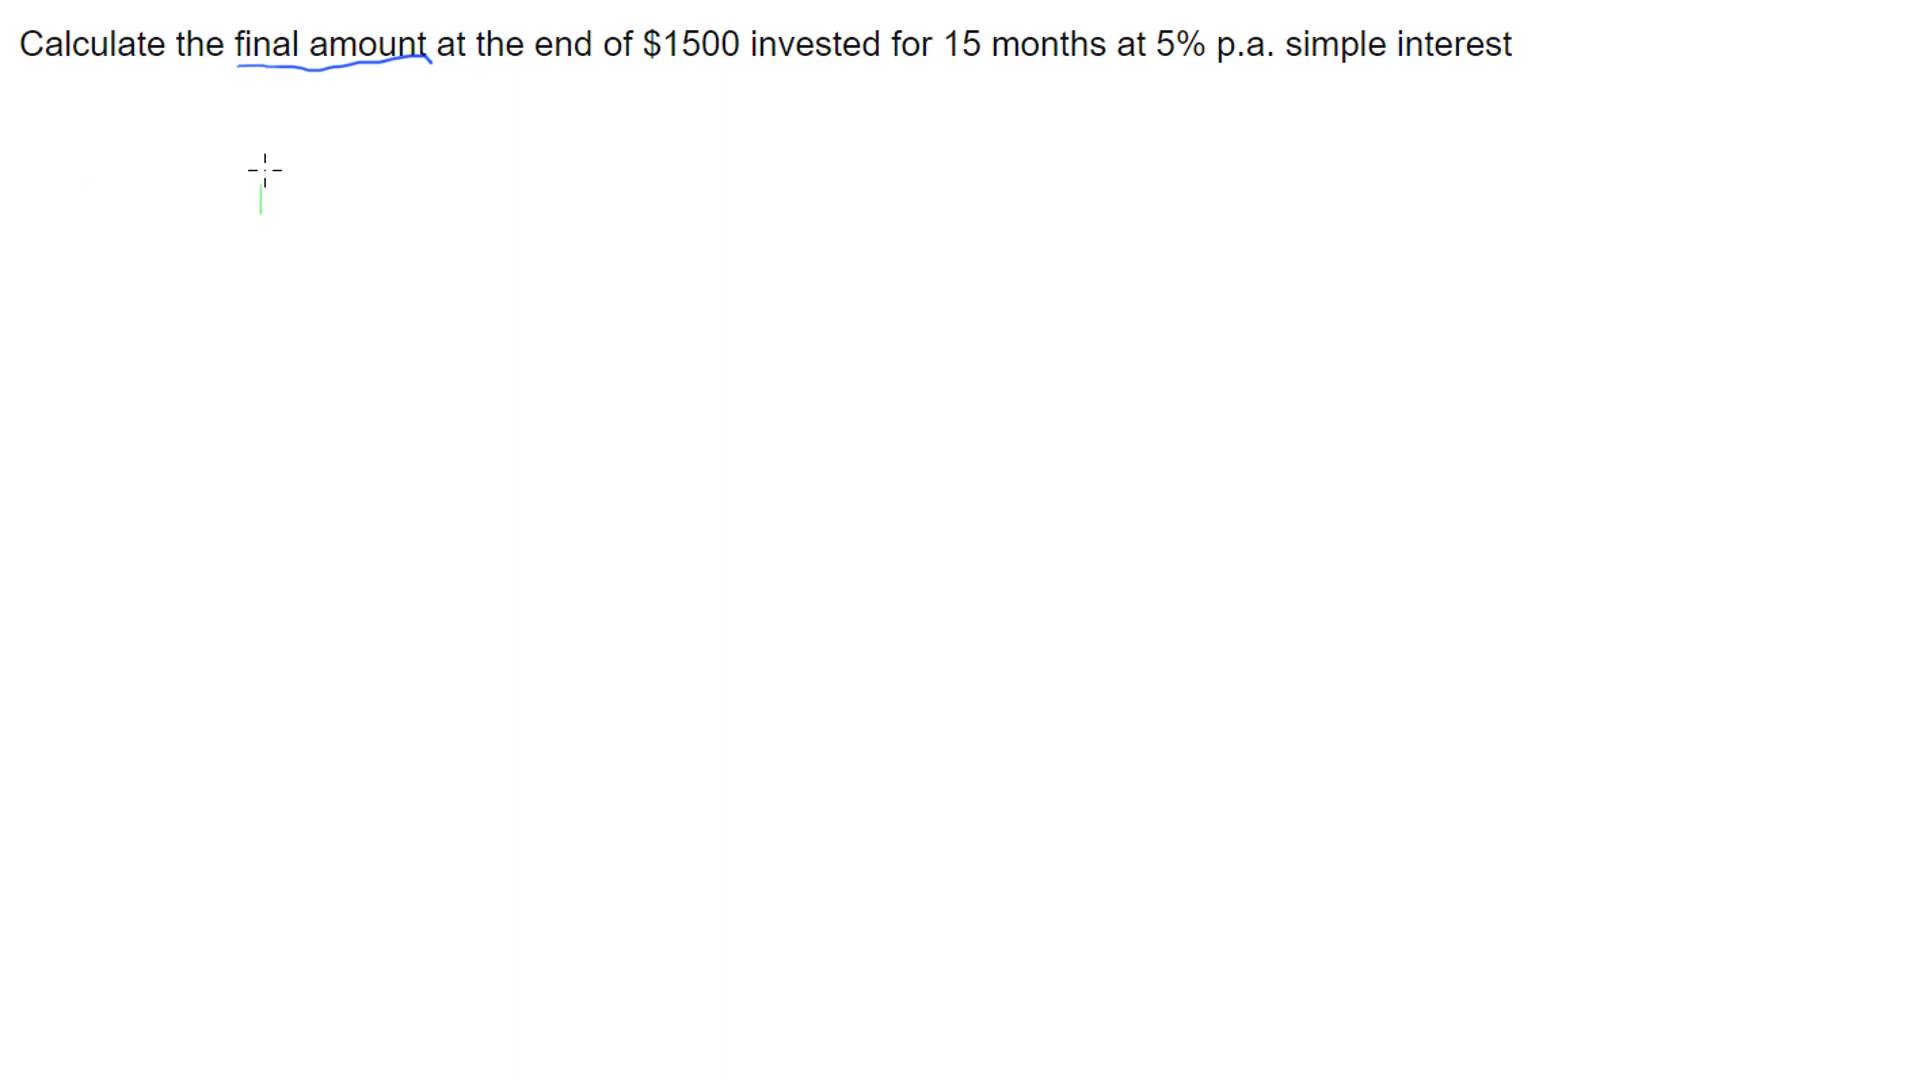 Calculate the final amount at the end of $1500 invested for 15 months at 5% p.a. simple interest